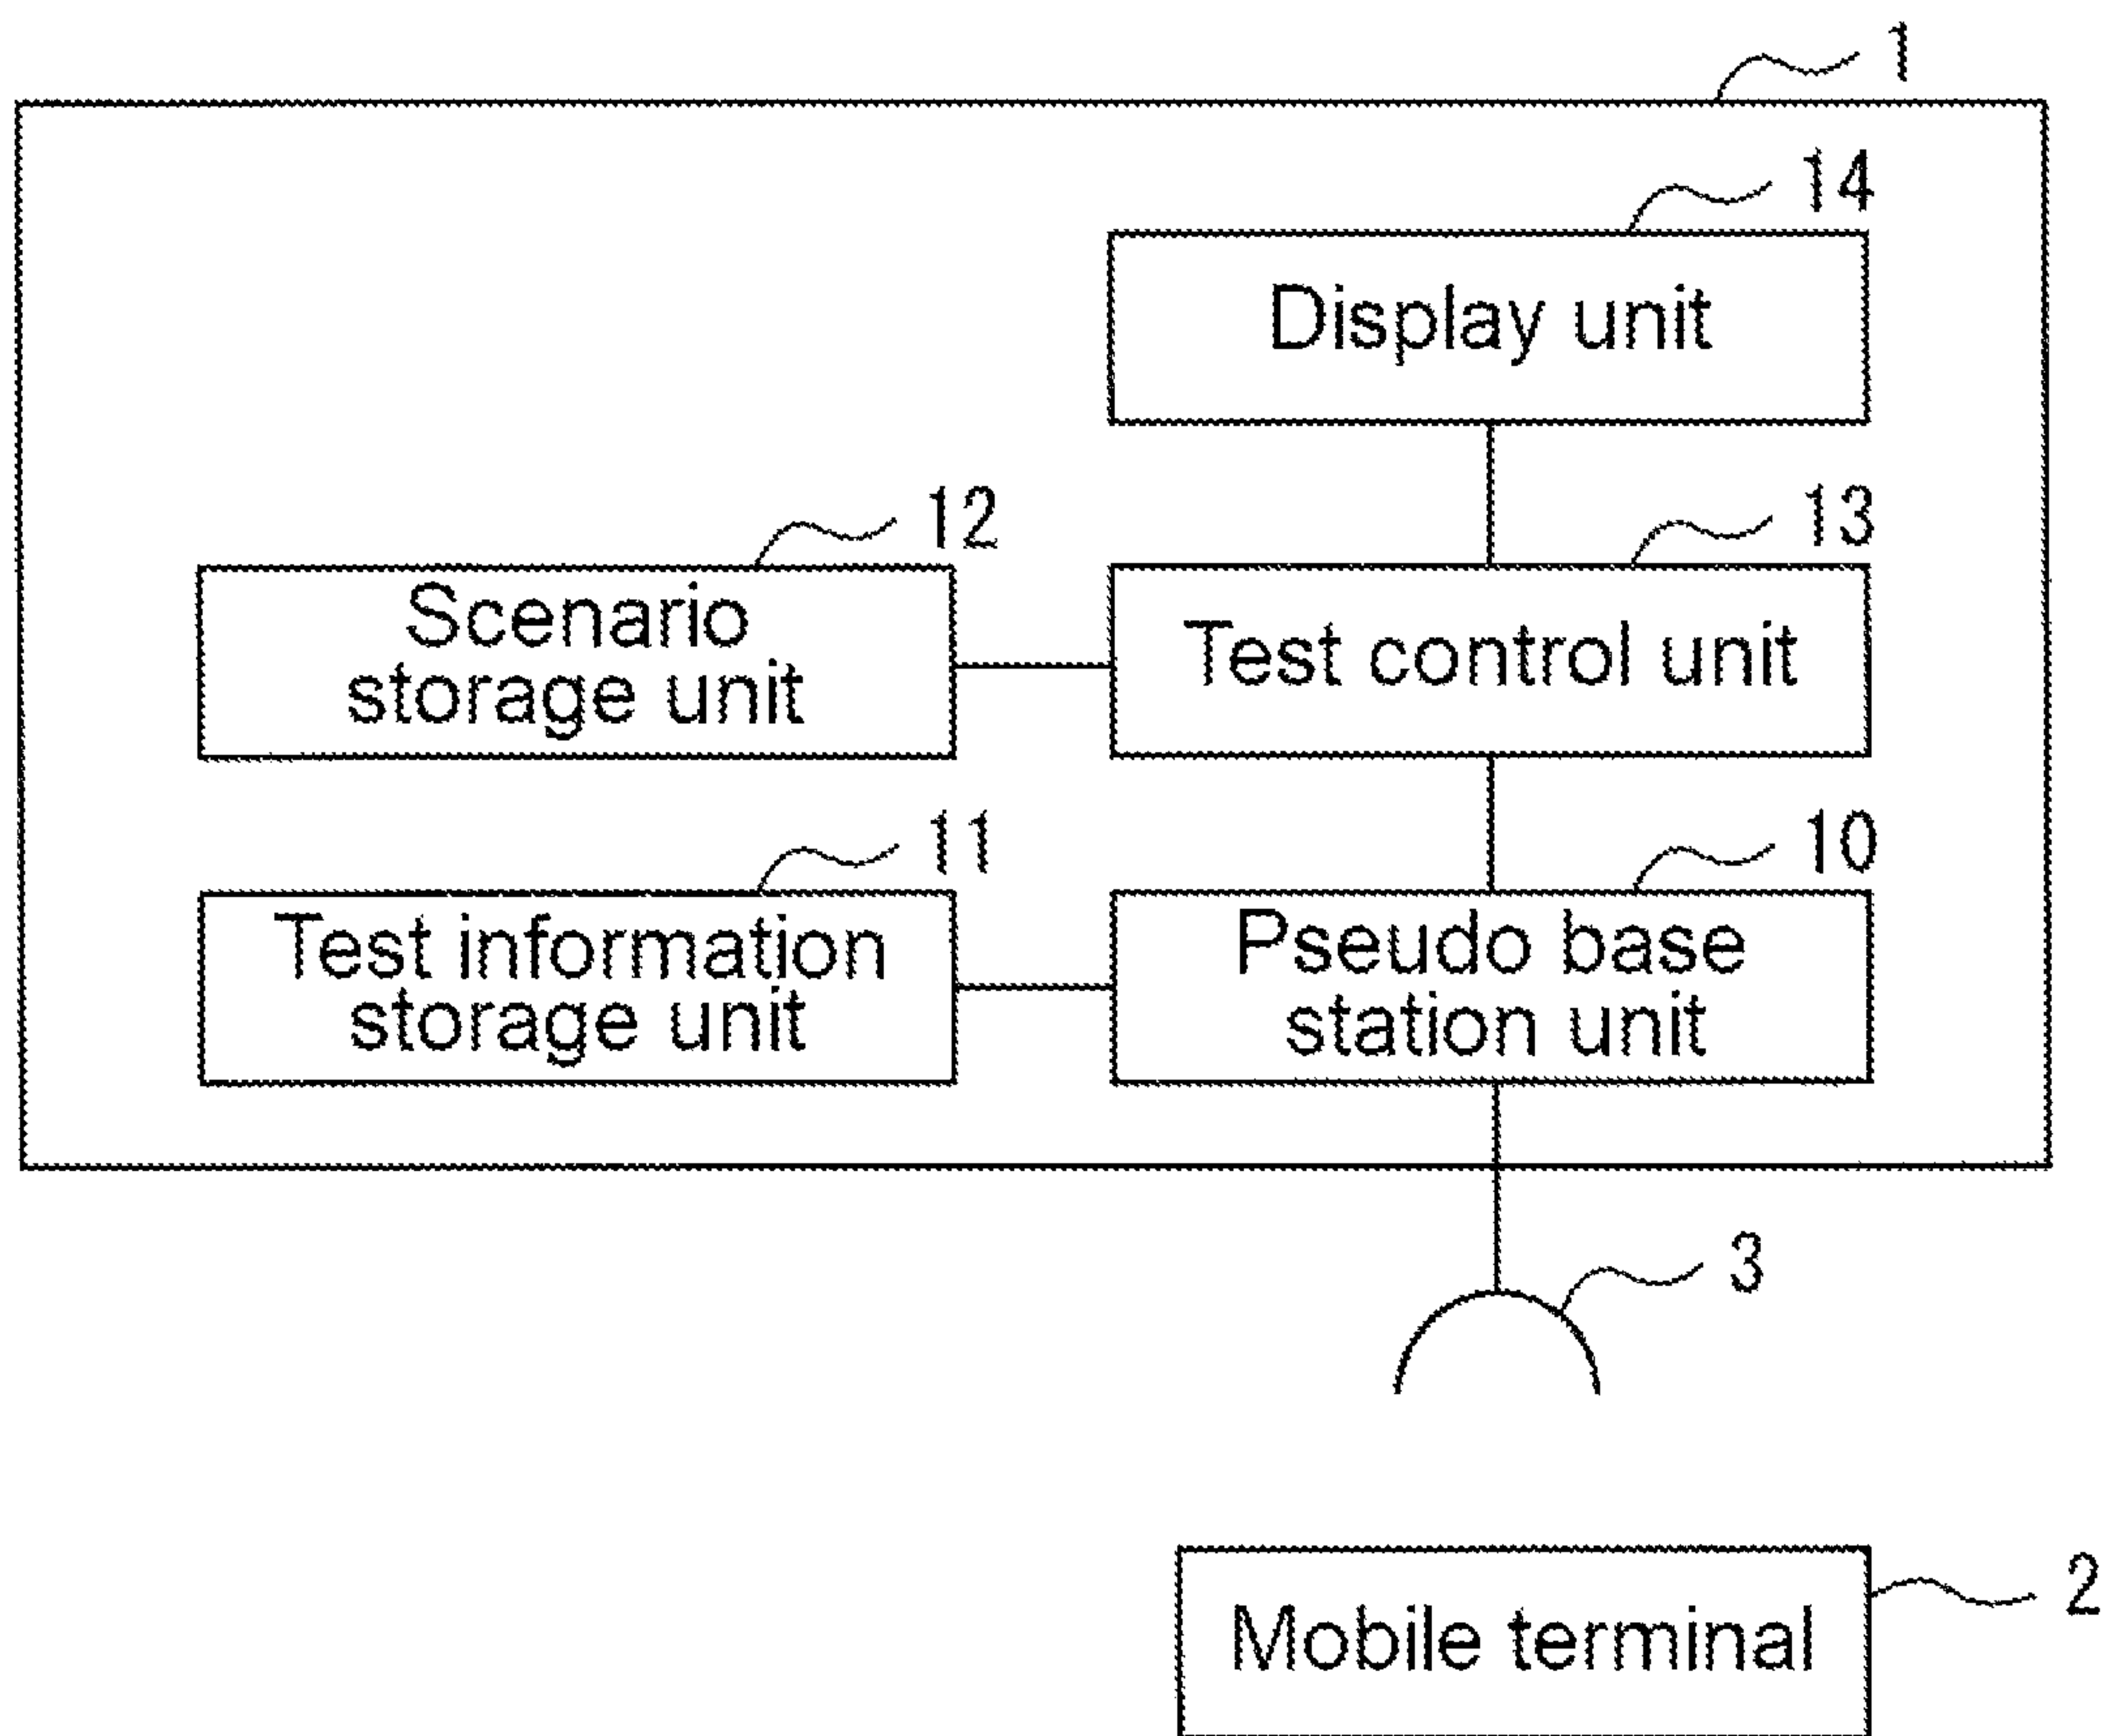 1
14
Display unit
12
13
Scenario
storage unit
Test control unit
11
10
Test information
storage unit
Pseudo base
station unit
3
2
Mobile terminal